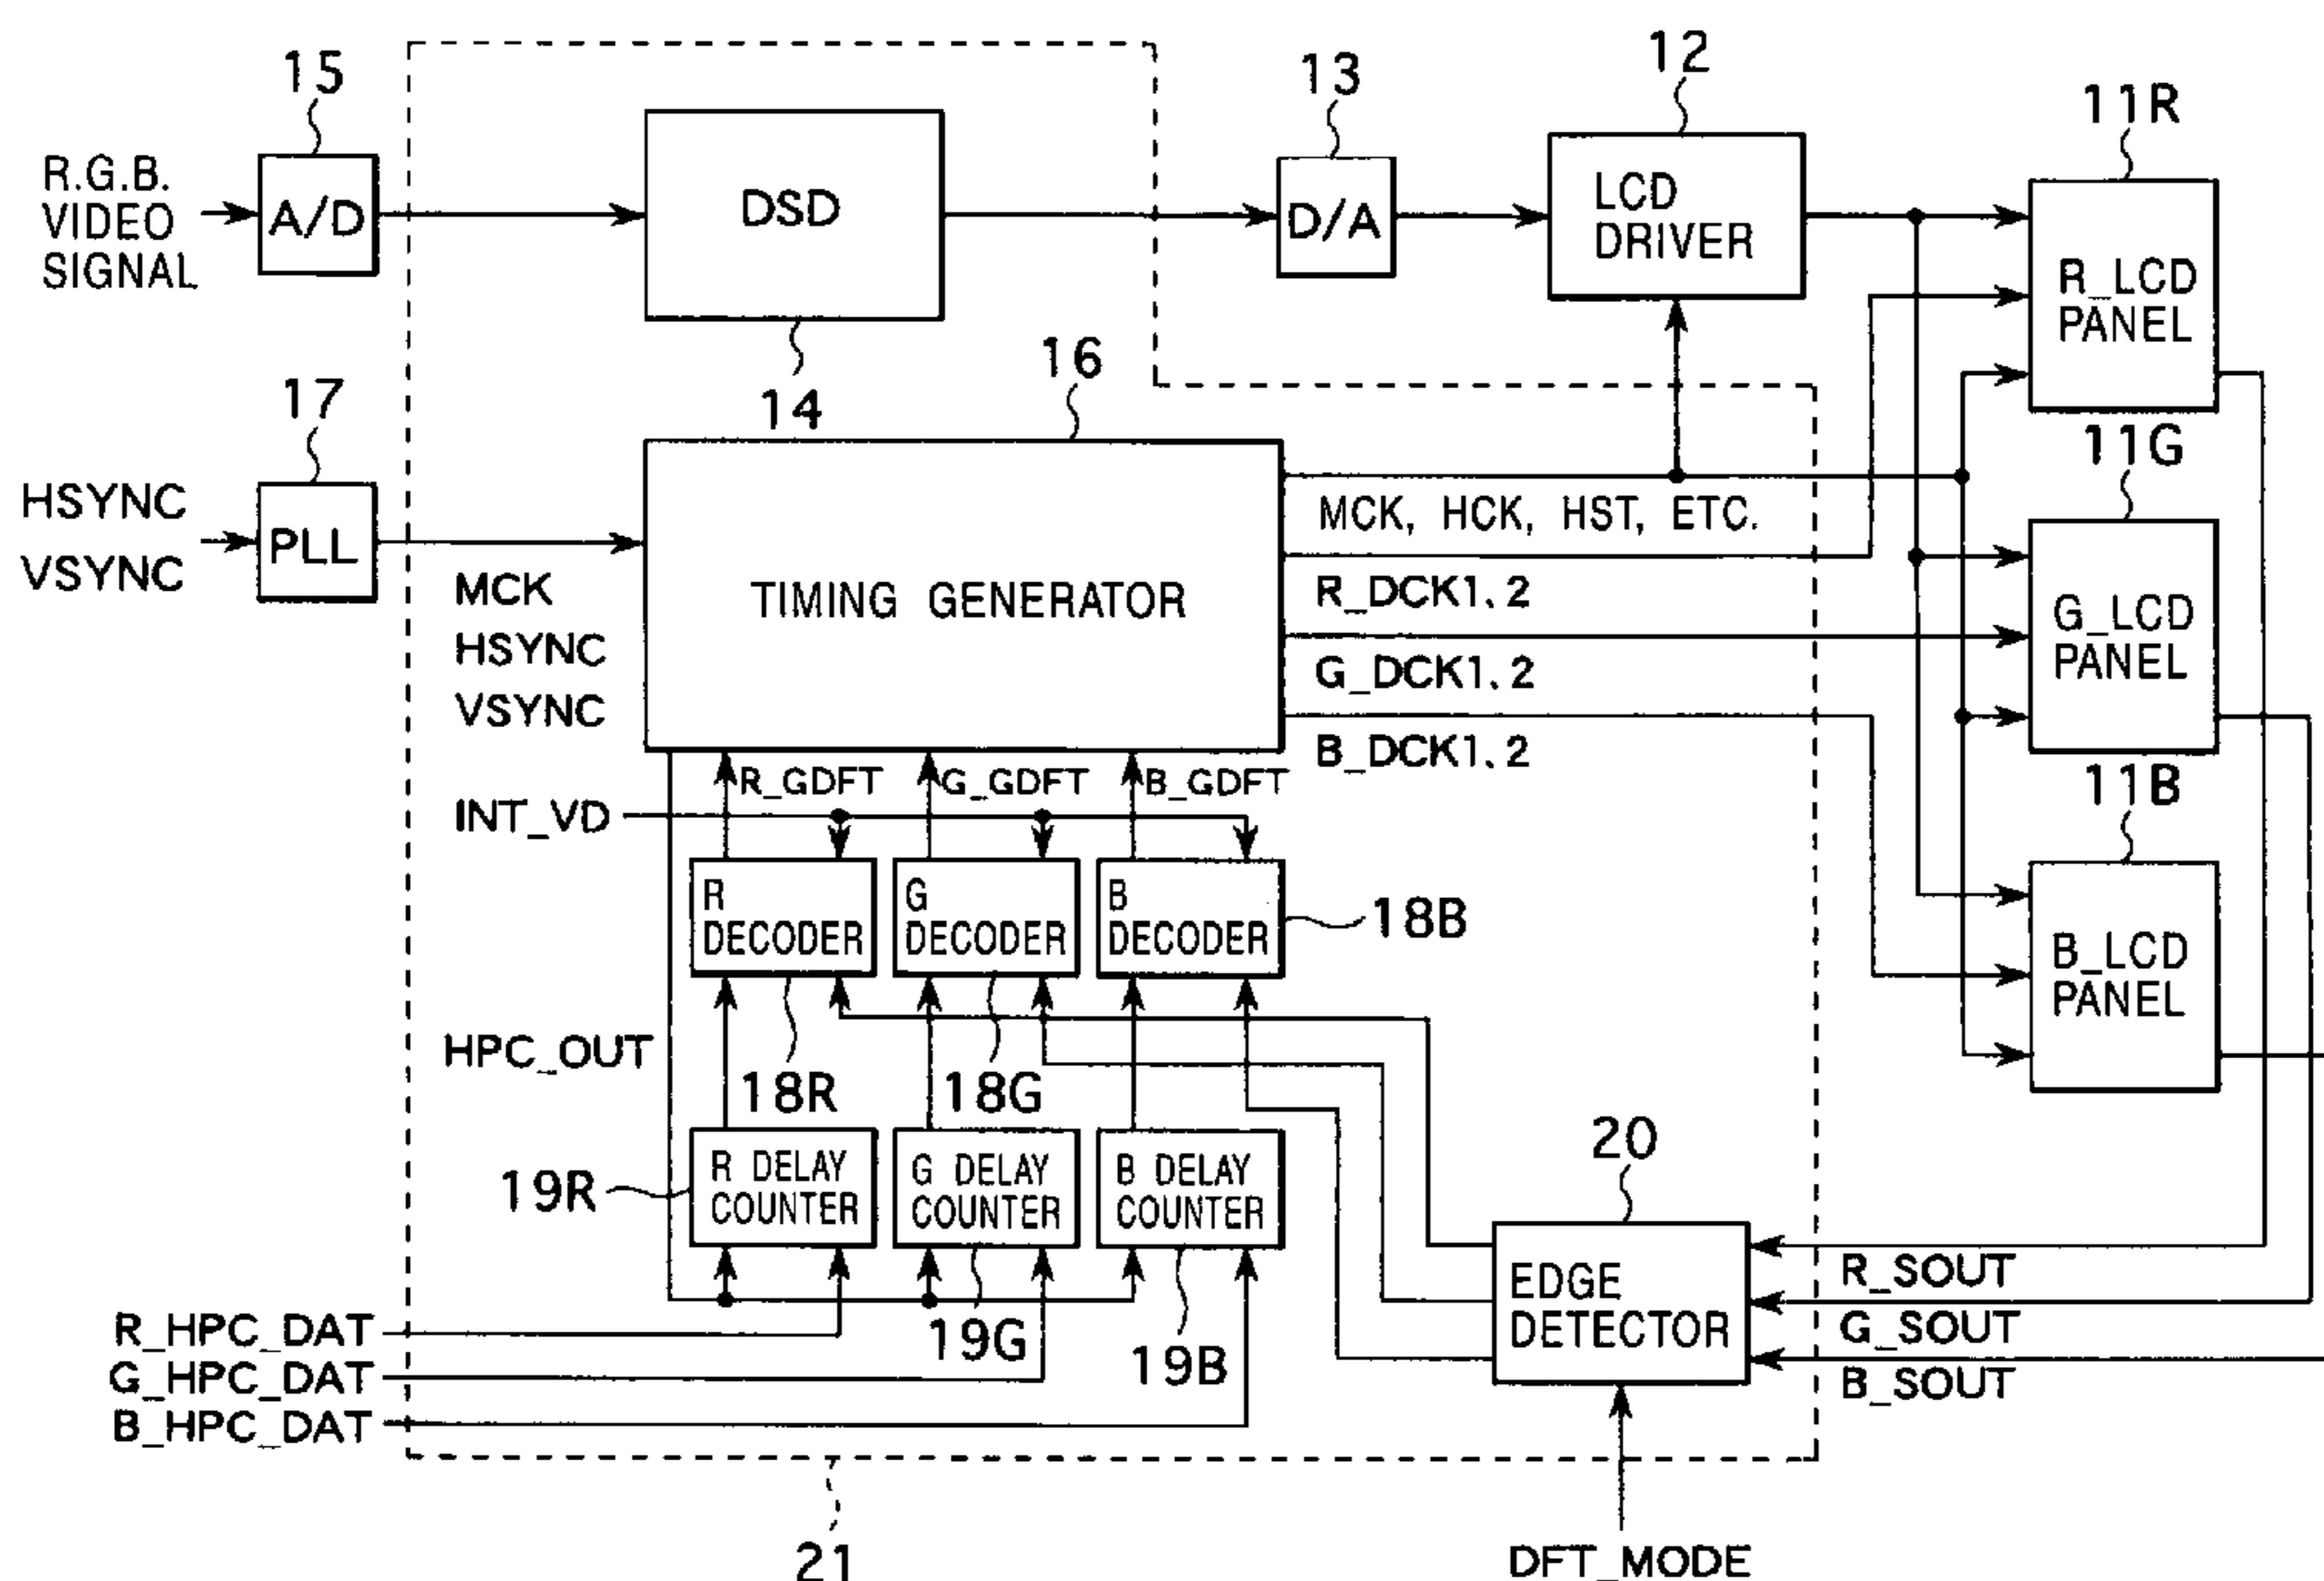 15
R.G.B.
VIDEO
SIGNAL
A/D
DSD
14
13
D/A
12
LCD
DRIVER
11R
R_LCD
PANEL
17
HSYNC
VSYNC
PLL
MCK
HSYNC
VSYNC
16
TIMING GENERATOR
MCK, HCK, HST, ETC.
R_DCK1, 2
G_DCK1, 2
B_DCK1, 2
11G
G_LCD
PANEL
11B
B_LCD
PANEL
R_GDFT
G_GDFT
B_GDFT
INT_VD
R
DECODER
G
DECODER
B
DECODER
18B
HPC_OUT
18R
18G
19R
R DELAY
COUNTER
G DELAY
COUNTER
B DELAY
COUNTER
19G
19B
20
EDGE
DETECTOR
R_SOUT
G_SOUT
B_SOUT
R_HPC_DAT
G_HPC_DAT
B_HPC_DAT
21
DFT_MODE